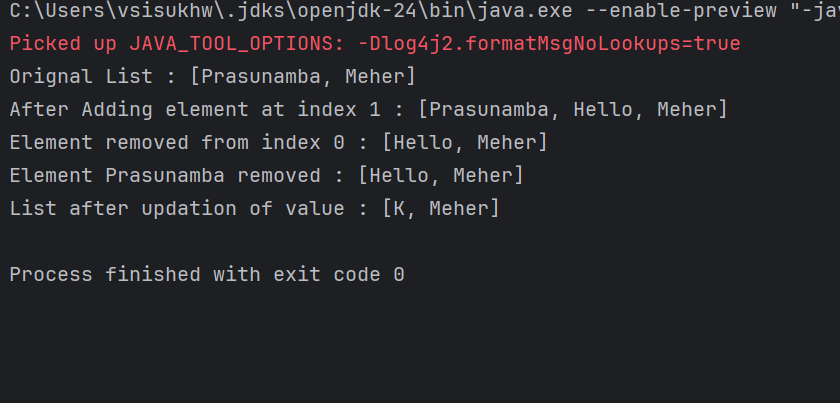 C:\Users\vsisukhw\.jdks\openjdk-24\bin\java.exe --enable-preview "-jav
Picked up JAVA_TOOL_OPTIONS: -Dlog4j2.formatMsgNoLookups=true
Orignal List : [Prasunamba, Meher]
After Adding element at index 1 : [Prasunamba, Hello, Meher]
Element removed from index 0 : [Hello, Meher]
Element Prasunamba removed : [Hello, Meher]
List after updation of value : [K, Meher]
Process finished with exit code 0